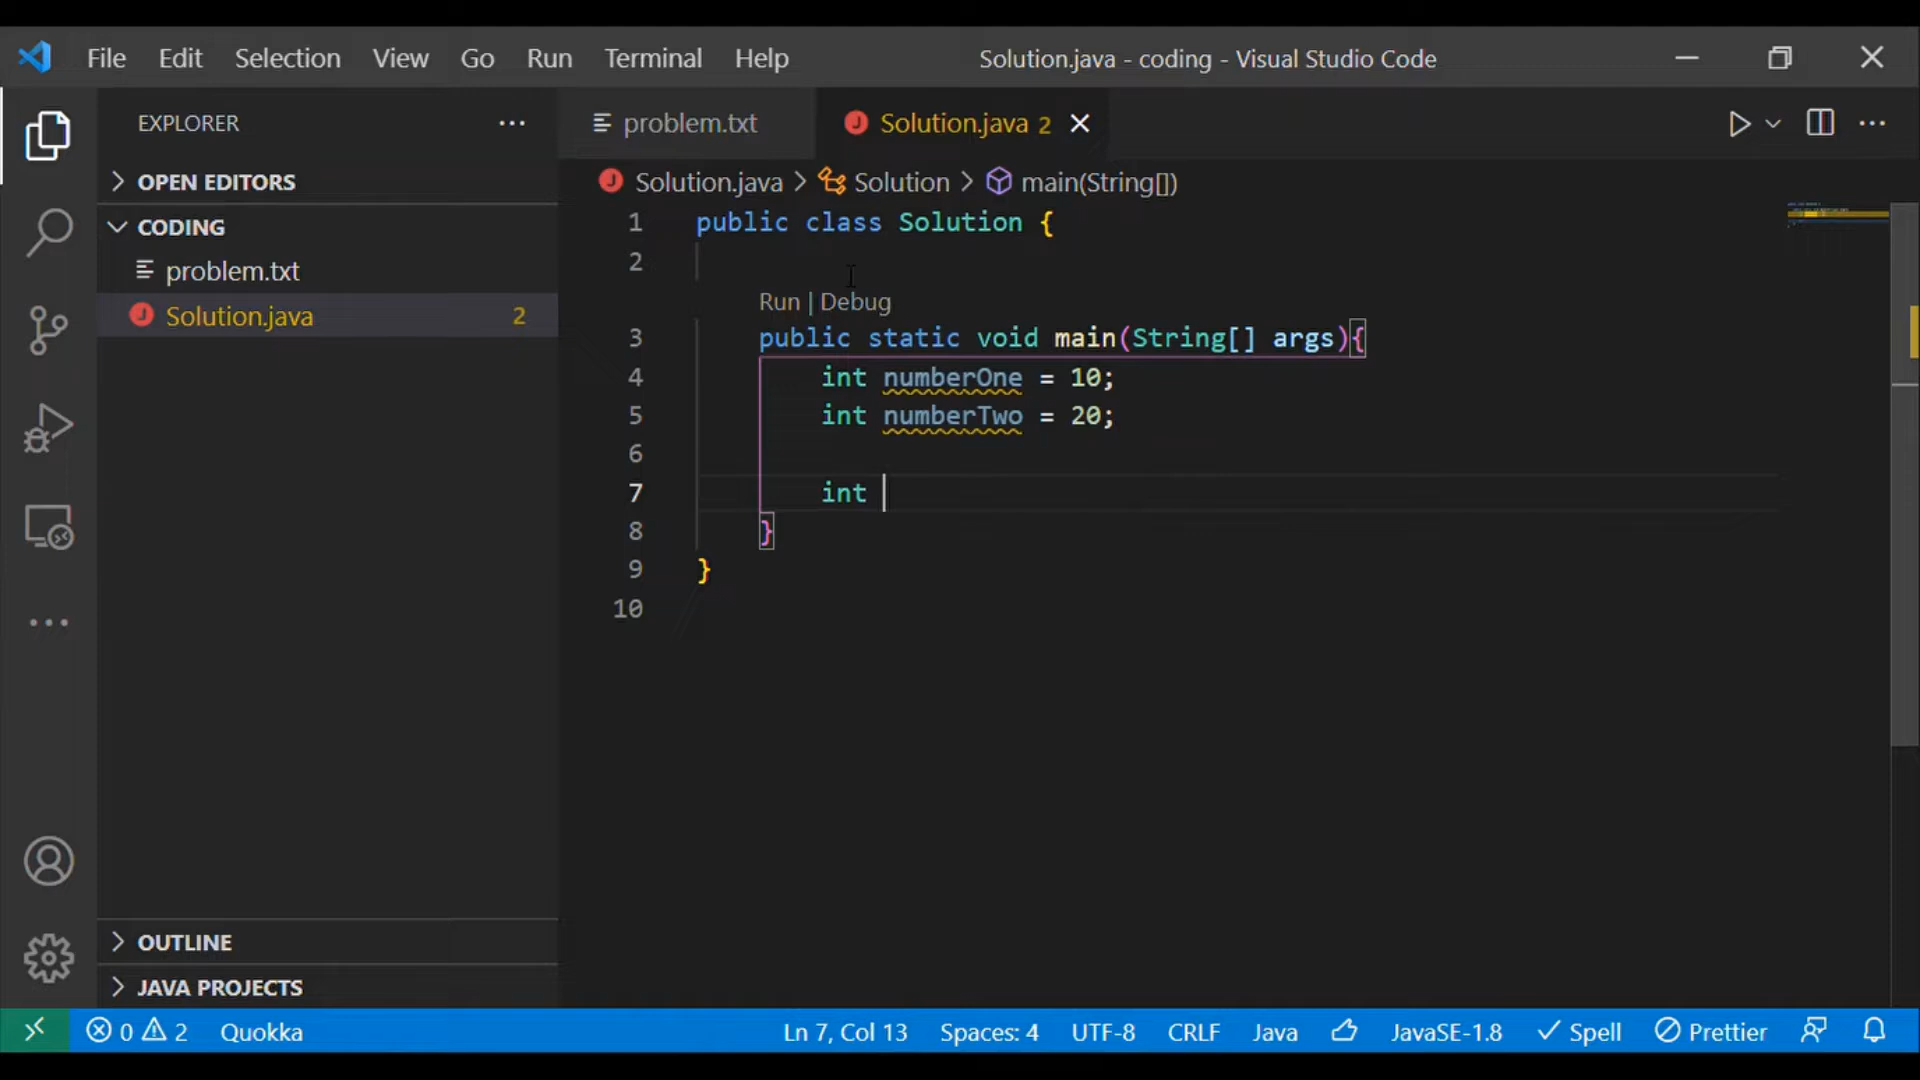 File Edit Selection View Go Run Terminal Help Solution.java - coding - Visual Studio Code
EXPLORER
problem.txt Solution.java 2
OPEN EDITORS
Solution.java > Solution > main(String[])
CODING
problem.txt
Solution.java 2
1 public class Solution {
2
Run | Debug
3 public static void main(String[] args){
4 int numberOne = 10;
5 int numberTwo = 20;
6
7 int
8 }
9 }
10
OUTLINE
JAVA PROJECTS
0 2 Quokka Ln 7, Col 13 Spaces: 4 UTF-8 CRLF Java JavaSE-1.8 Spell Prettier